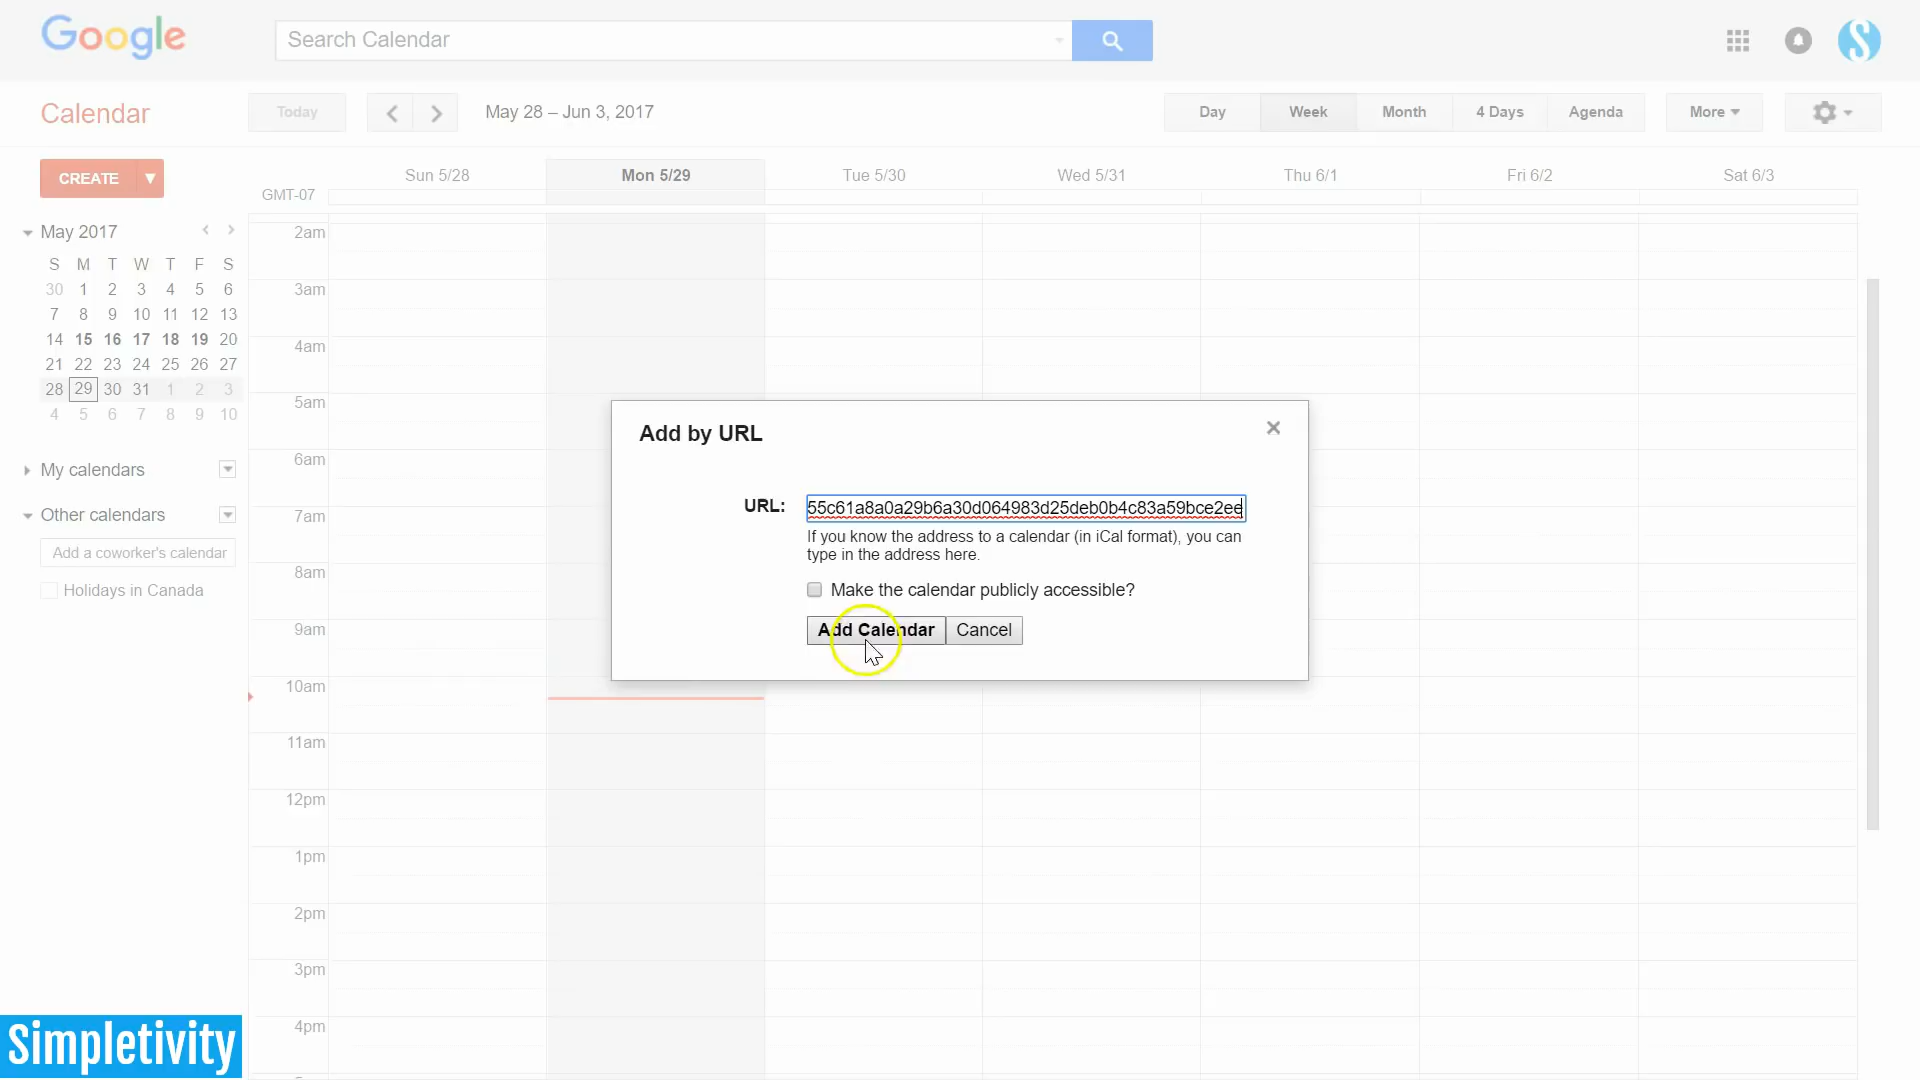 Google
Search Calendar
Calendar
Today
May 28 – Jun 3, 2017
Day
Week
Month
4 Days
Agenda
More
CREATE
GMT-07
Sun 5/28
Mon 5/29
Tue 5/30
Wed 5/31
Thu 6/1
Fri 6/2
Sat 6/3
May 2017
S M T W T F S
30 1 2 3 4 5 6
7 8 9 10 11 12 13
14 15 16 17 18 19 20
21 22 23 24 25 26 27
28 29 30 31 1 2 3
4 5 6 7 8 9 10
My calendars
Other calendars
Add a coworker's calendar
Holidays in Canada
2am
3am
4am
5am
6am
7am
8am
9am
10am
11am
12pm
1pm
2pm
3pm
4pm
Add by URL
URL: 55c61a8a0a29b6a30d064983d25deb0b4c83a59bce2ee
If you know the address to a calendar (in iCal format), you can
type in the address here.
Make the calendar publicly accessible?
Add Calendar
Cancel
Simpletivity